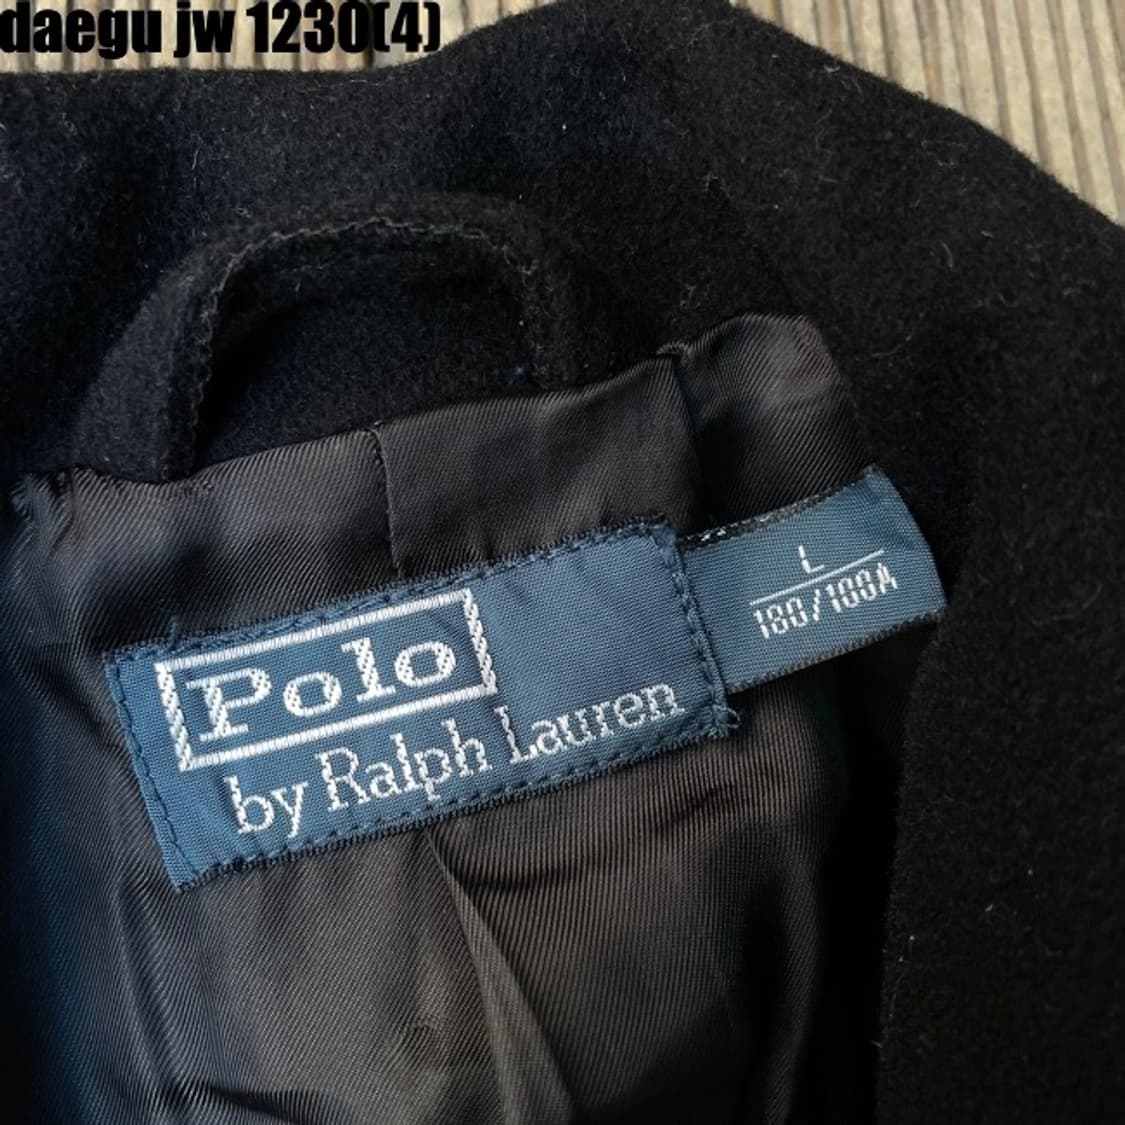 daegu jw 1230(4)
L
180/100A
Polo
by Ralph Lauren